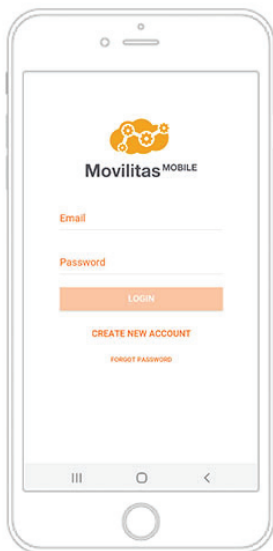 Movilitas MOBILE
Email
Password
LOGIN
CREATE NEW ACCOUNT
FORGOT PASSWORD